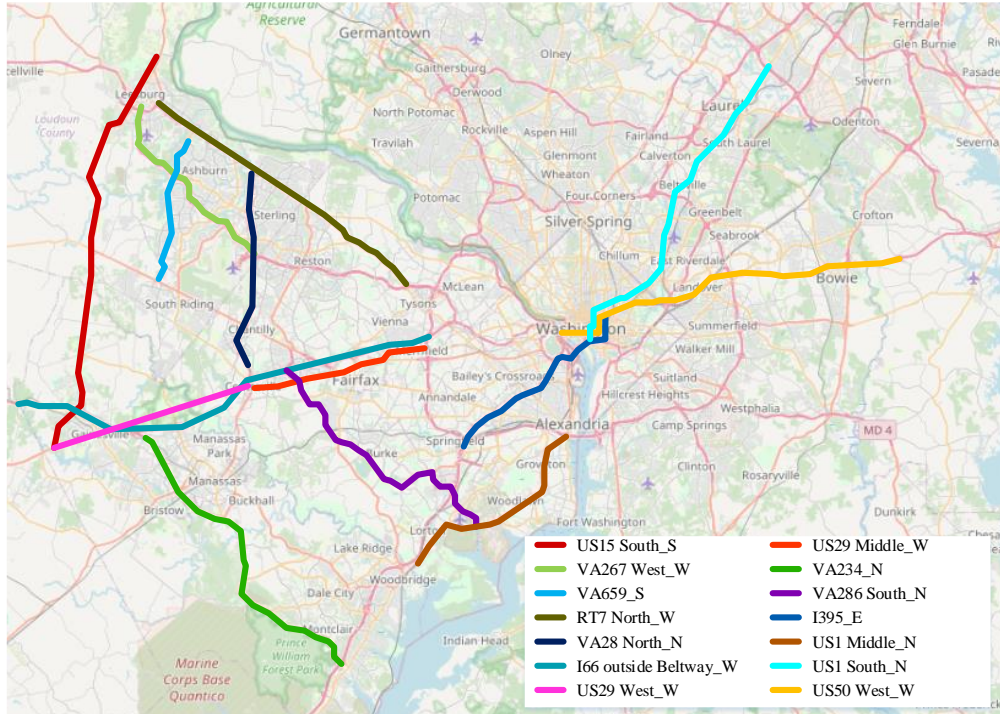 Agricultural
Reserve
Germantown
Olney
Ferndale
Glen Burnie
Gaithersburg
Derwood
Severn
Laurel
Leesburg
North Potomac
Rockville
Aspen Hill
Fairland
Odenton
Loudoun
County
Travilah
Glenmont
Calverton
South Laurel
Ashburn
Wheaton
Four Corners
Beltsville
Potomac
Sterling
Silver Spring
Greenbelt
Crofton
Seabrook
Reston
Chillum
East Riverdale
McLean
Landover
Bowie
South Riding
Tysons
Vienna
Chantilly
Washington
Summerfield
Walker Mill
Fairfax
Bailey's Crossroads
Suitland
Annandale
Hillcrest Heights
Westphalia
Gainesville
Manassas
Park
Springfield
Alexandria
Camp Springs
MD 4
Burke
Groveton
Clinton
Rosaryville
Manassas
Buckhall
Bristow
Woodlawn
Fort Washington
Dunkirk
Lorton
Lake Ridge
Woodbridge
Dale City
Montclair
Indian Head
Prince
William
Forest Park
Marine
Corps Base
Quantico
US15 South_S
US29 Middle_W
VA267 West_W
VA234_N
VA659_S
VA286 South_N
RT7 North_W
I395_E
VA28 North_N
US1 Middle_N
I66 outside Beltway_W
US1 South_N
US29 West_W
US50 West_W